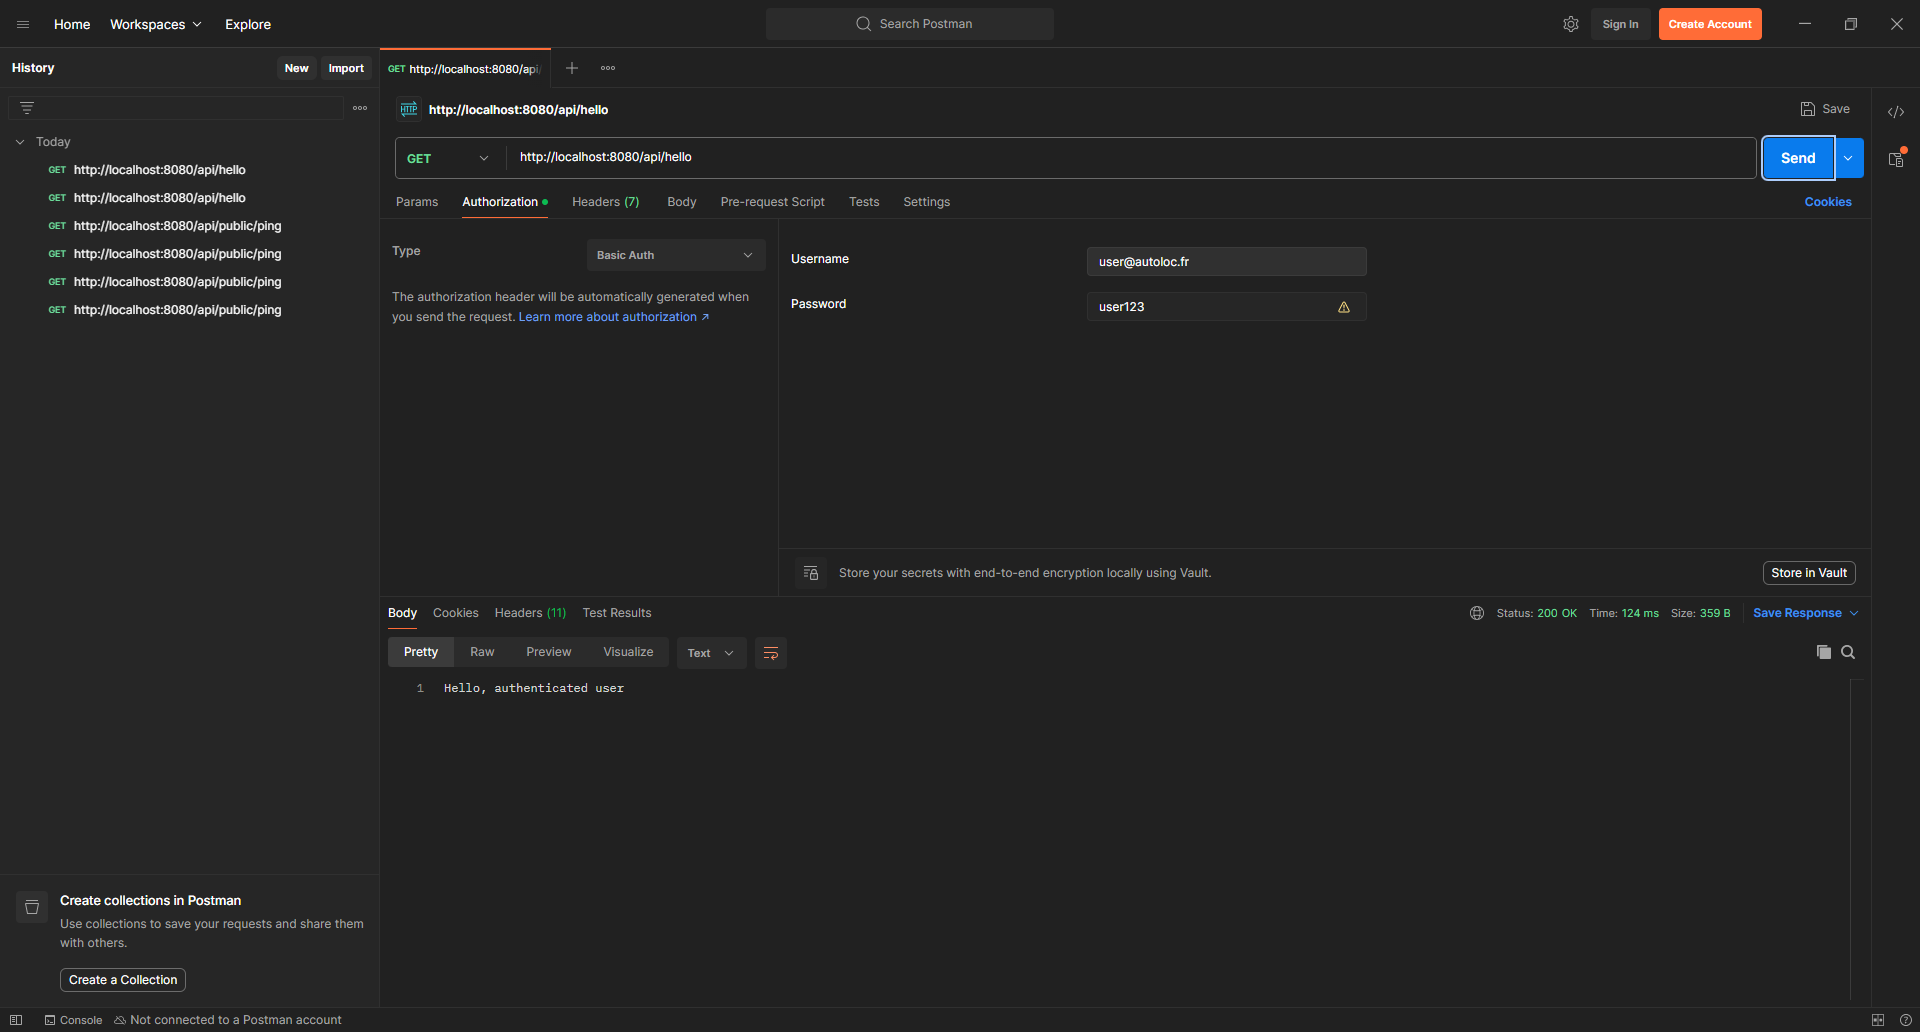 Home
Workspaces
Explore
Search Postman
Sign In
Create Account
History
New
Import
GET http://localhost:8080/api/
HTTP
http://localhost:8080/api/hello
Save
Today
GET http://localhost:8080/api/hello
GET http://localhost:8080/api/hello
GET http://localhost:8080/api/public/ping
GET http://localhost:8080/api/public/ping
GET http://localhost:8080/api/public/ping
GET http://localhost:8080/api/public/ping
GET
http://localhost:8080/api/hello
Send
Params
Authorization
Headers (7)
Body
Pre-request Script
Tests
Settings
Cookies
Type
Basic Auth
The authorization header will be automatically generated when
you send the request. Learn more about authorization ↗
Username
user@autoloc.fr
Password
user123
Store your secrets with end-to-end encryption locally using Vault.
Store in Vault
Body
Cookies
Headers (11)
Test Results
Status: 200 OK
Time: 124 ms
Size: 359 B
Save Response
Pretty
Raw
Preview
Visualize
Text
1
Hello, authenticated user
Create collections in Postman
Use collections to save your requests and share them
with others.
Create a Collection
Console
Not connected to a Postman account